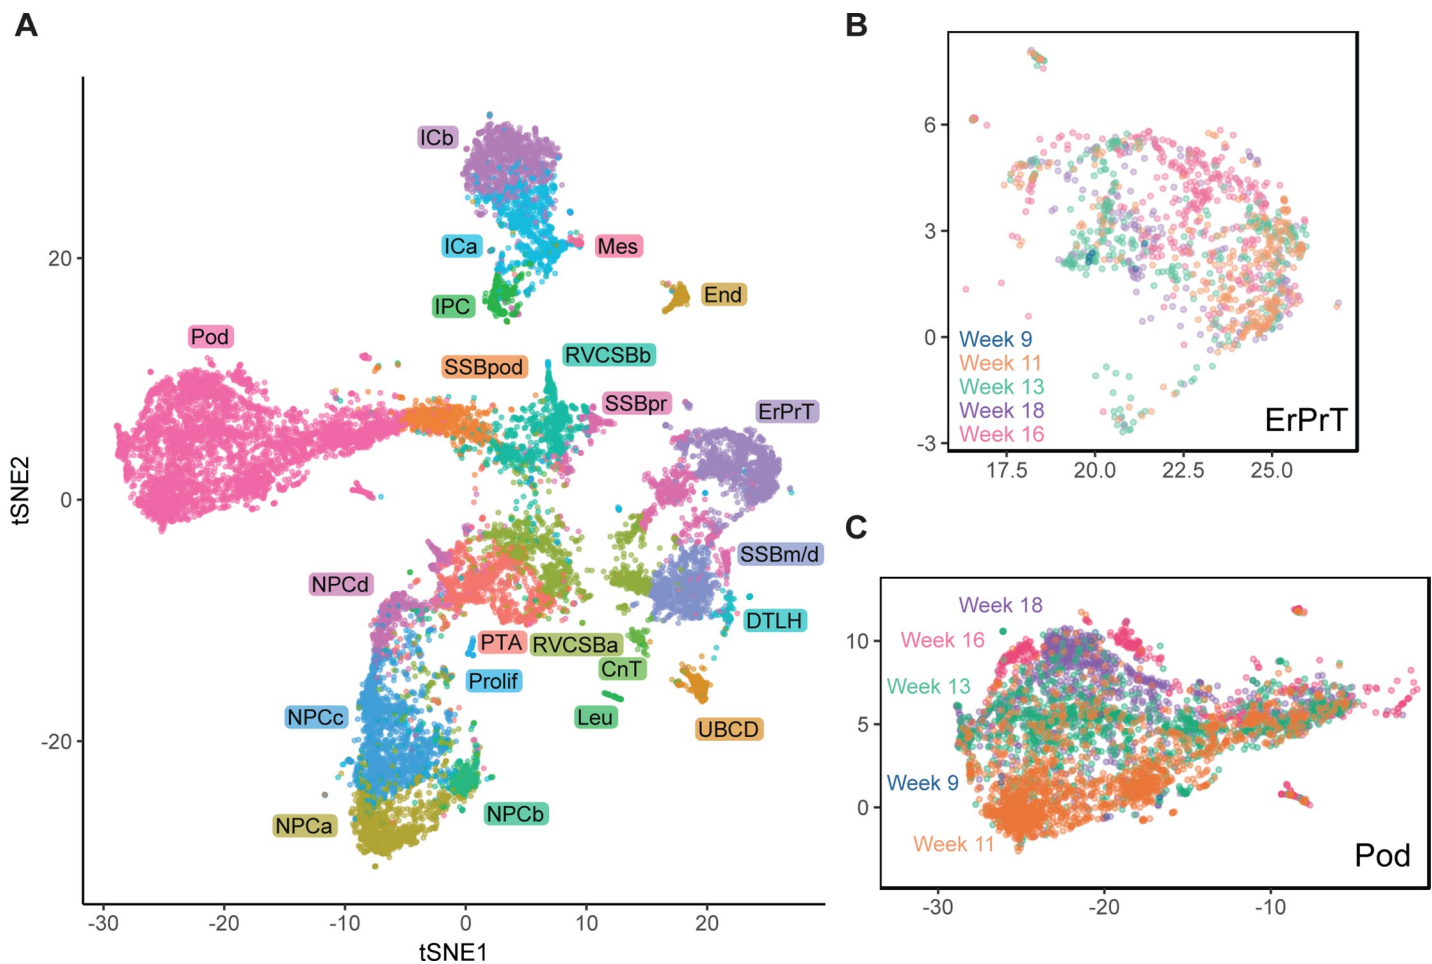 A
ICb
ICa
Mes
IPC
End
Pod
SSBpod
RVCSBb
SSBpr
ErPrT
SSBm/d
NPCd
DTLH
PTA
RVCSBa
CnT
Prolif
NPCc
Leu
UBCD
NPCb
NPCa
20
0
-20
tSNE2
-30
-20
-10
0
10
20
tSNE1
B
6
3
0
-3
Week 9
Week 11
Week 13
Week 18
Week 16
ErPrT
17.5
20.0
22.5
25.0
C
Week 18
Week 16
Week 13
Week 9
Week 11
Pod
10
5
0
-30
-20
-10